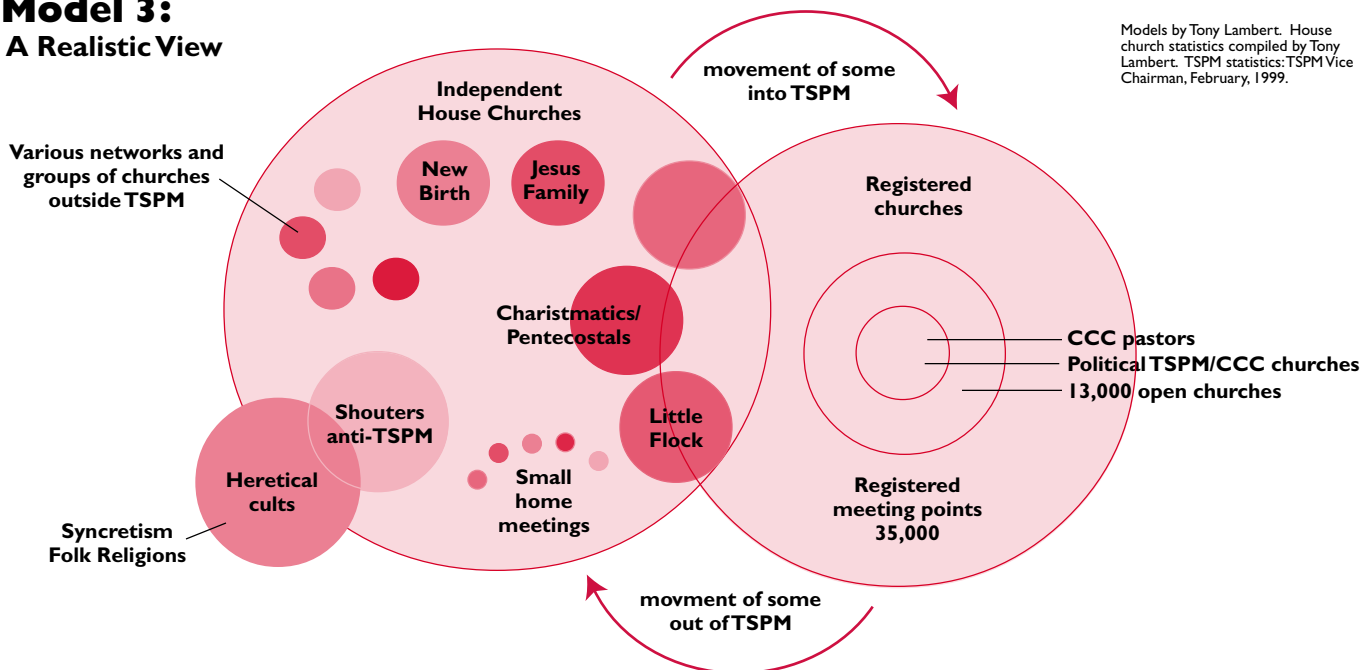 Model 3:
A Realistic View
Models by Tony Lambert. House
church statistics compiled by Tony
Lambert. TSPM statistics: TSPM Vice
Chairman, February, 1999.
movement of some
into TSPM
Independent
House Churches
Various networks and
groups of churches
outside TSPM
New
Birth
Jesus
Family
Registered
churches
Charistmatics/
Pentecostals
CCC pastors
Political TSPM/CCC churches
13,000 open churches
Shouters
anti-TSPM
Little
Flock
Heretical
cults
Small
home
meetings
Registered
meeting points
35,000
Syncretism
Folk Religions
movment of some
out of TSPM